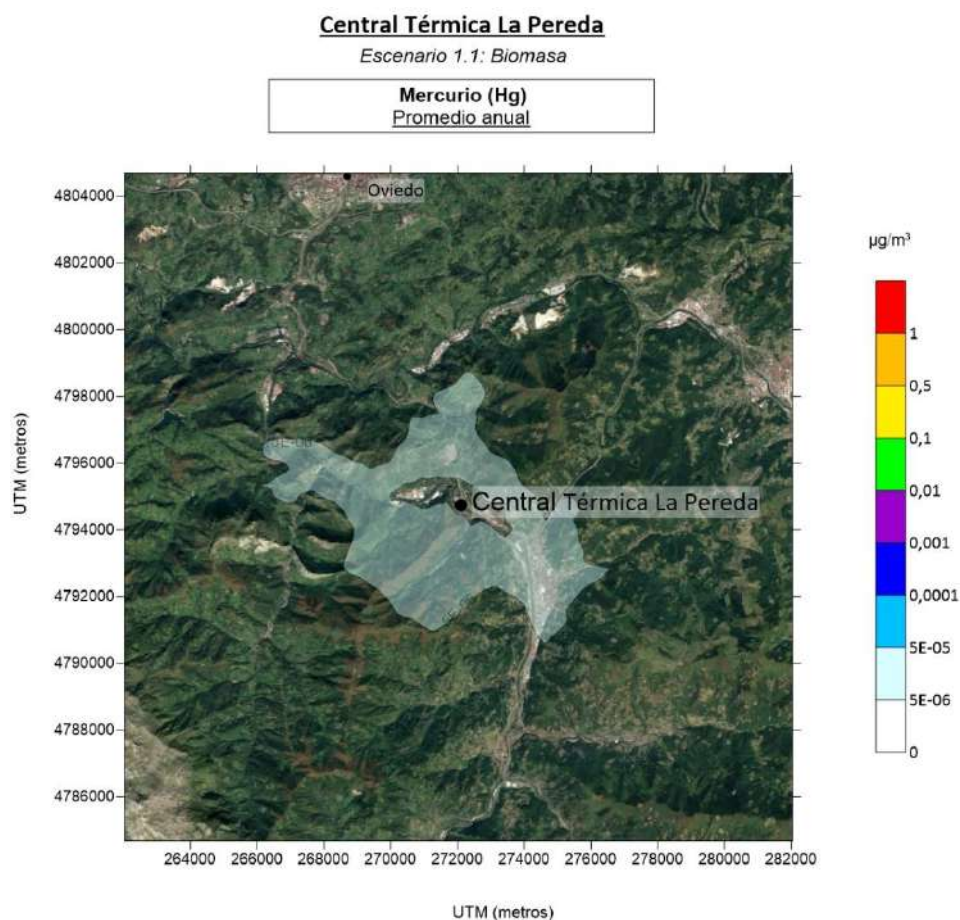 Central Térmica La Pereda
Escenario 1.1: Biomasa
Mercurio (Hg)
Promedio anual
4804000
4802000
4800000
4798000
4796000
4794000
4792000
4790000
4788000
4786000
UTM (metros)
Oviedo
Central Térmica La Pereda
264000 266000 268000 270000 272000 274000 276000 278000 280000 282000
UTM (metros)
µg/m³
1
0,5
0,1
0,01
0,001
0,0001
5E-05
5E-06
0